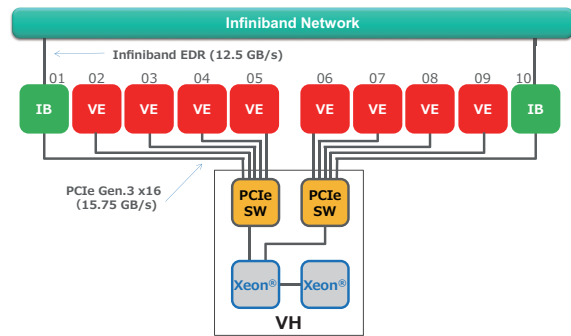 Infiniband Network
Infiniband EDR (12.5 GB/s)
01 02 03 04 05 06 07 08 09 10
IB VE VE VE VE VE VE VE VE IB
PCIe Gen.3 x16
(15.75 GB/s)
PCIe
SW
PCIe
SW
Xeon® Xeon®
VH